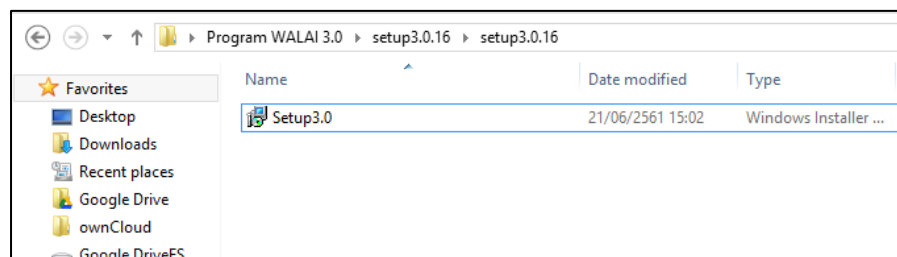 Program WALAI 3.0 setup3.0.16 setup3.0.16
Name Date modified Type
Favorites
Setup3.0 21/06/2561 15:02 Windows Installer ...
Desktop
Downloads
Recent places
Google Drive
ownCloud
Google DriveFS